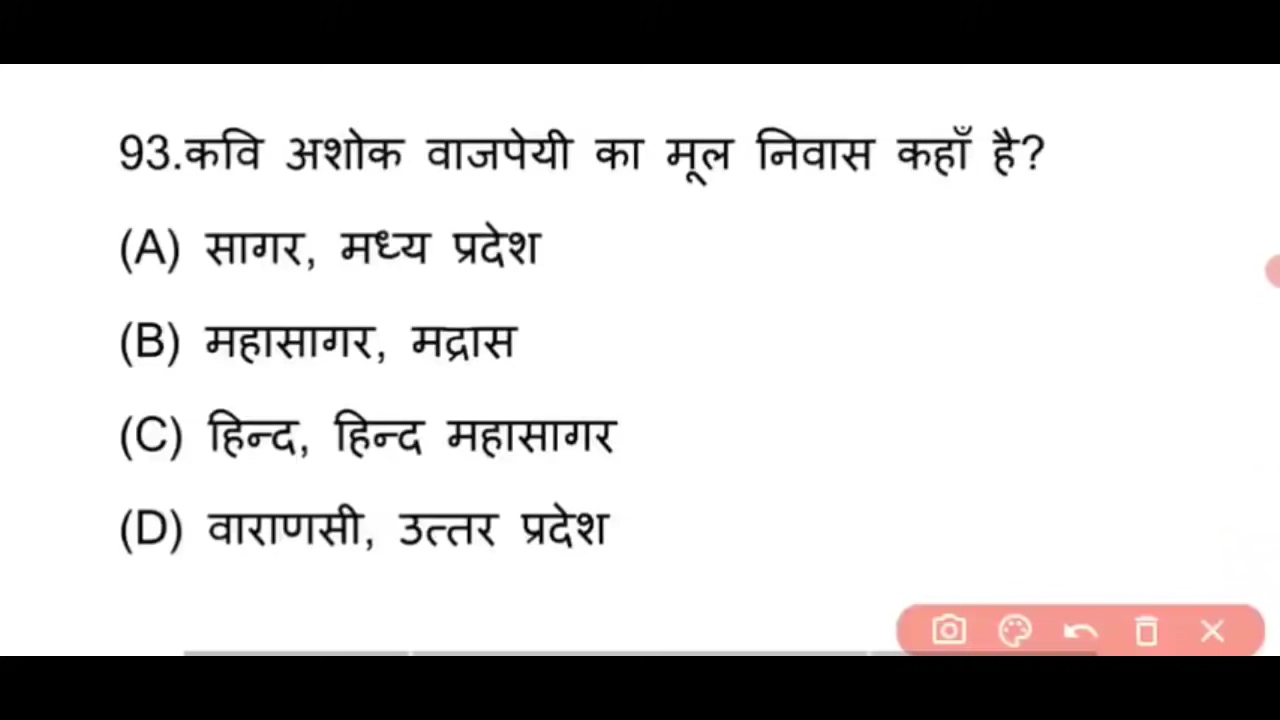 93.कवि अशोक वाजपेयी का मूल निवास कहाँ है?
(A) सागर, मध्य प्रदेश
(B) महासागर, मद्रास
(C) हिन्द, हिन्द महासागर
(D) वाराणसी, उत्तर प्रदेश